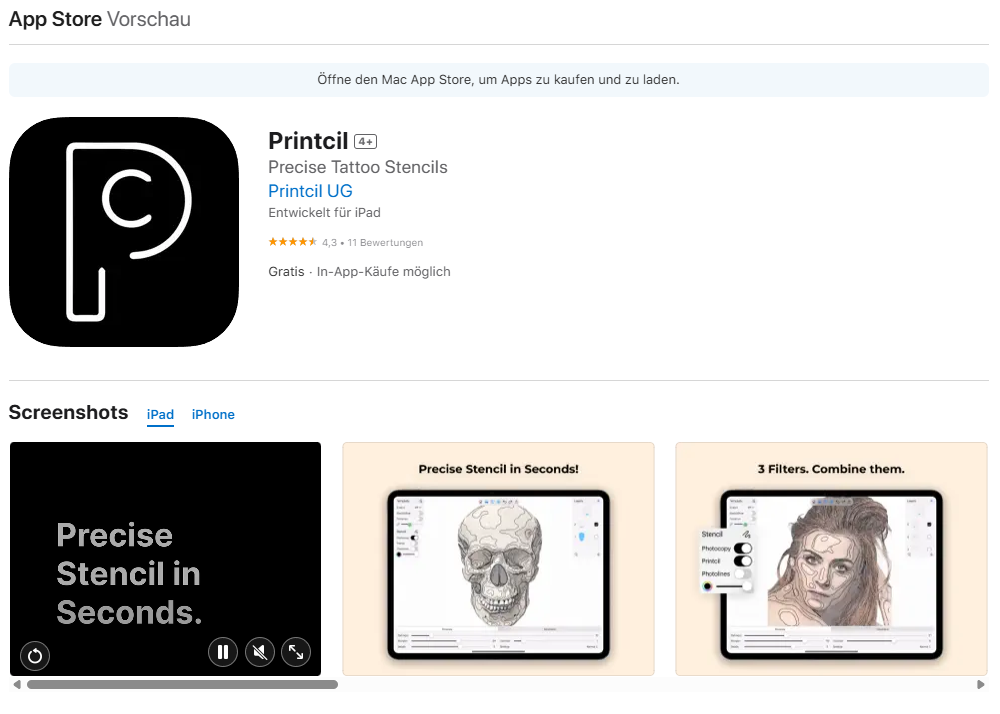 App Store Vorschau
Öffne den Mac App Store, um Apps zu kaufen und zu laden.
Printcil 4+
Precise Tattoo Stencils
Printcil UG
Entwickelt für iPad
4,3 • 11 Bewertungen
Gratis · In-App-Käufe möglich
Screenshots iPad iPhone
Precise
Stencil in
Seconds.
Precise Stencil in Seconds!
3 Filters. Combine them.
Stencil
Photocopy
Printcil
Photolines